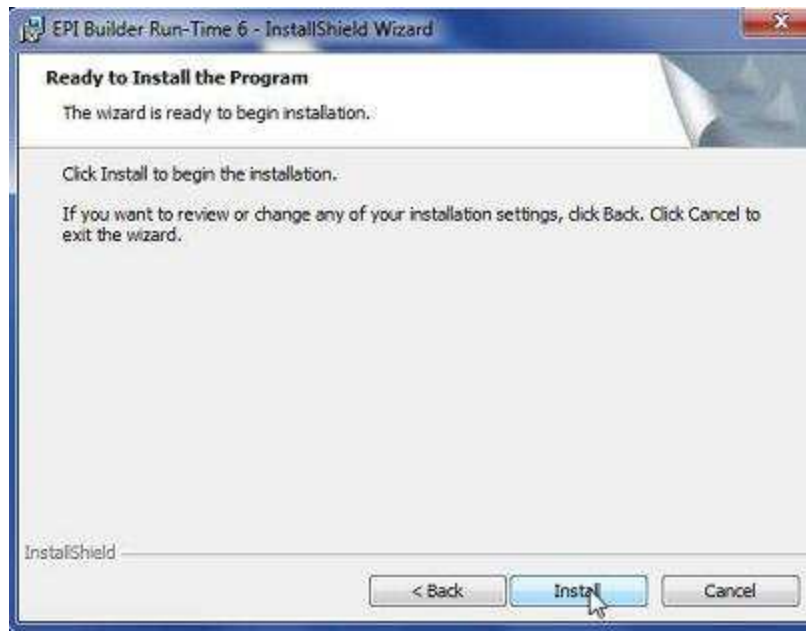 EPI Builder Run-Time 6 - InstallShield Wizard
Ready to Install the Program
The wizard is ready to begin installation.
Click Install to begin the installation.
If you want to review or change any of your installation settings, click Back. Click Cancel to
exit the wizard.
InstallShield
< Back
Install
Cancel